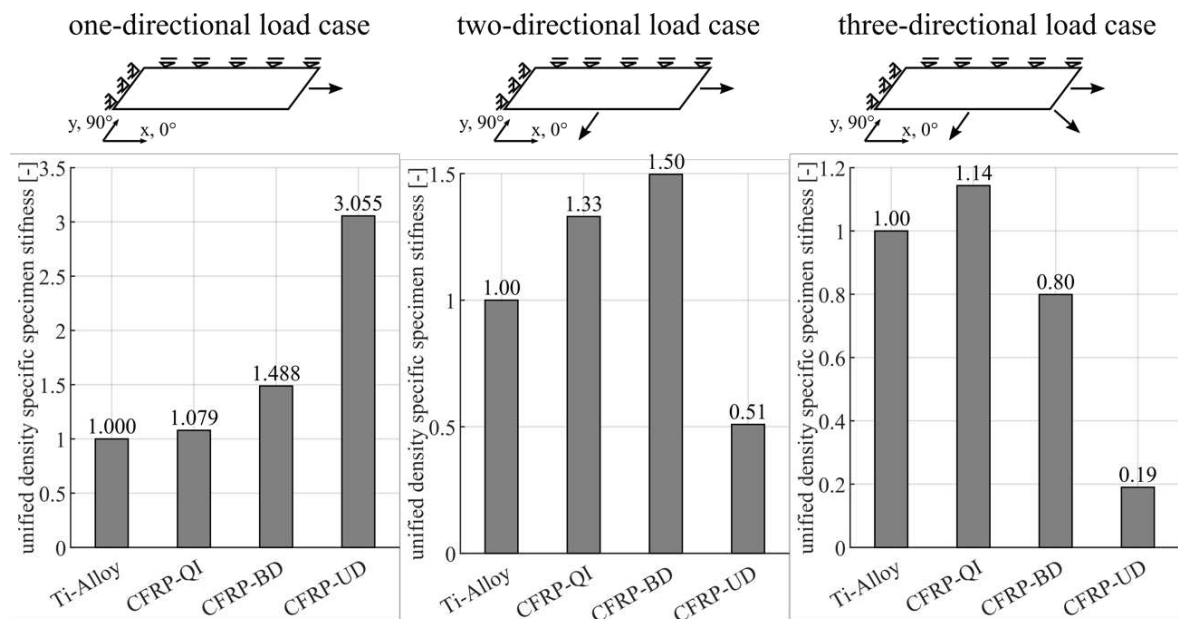 one-directional load case
two-directional load case
three-directional load case
y, 90°
x, 0°
y, 90°
x, 0°
y, 90°
x, 0°
unified density specific specimen stifness [-]
3.5
3
2.5
2
1.5
1
0.5
0
1.000
1.079
1.488
3.055
Ti-Alloy
CFRP-QI
CFRP-BD
CFRP-UD
unified density specific specimen stifness [-]
1.5
1
0.5
0
1.00
1.33
1.50
0.51
Ti-Alloy
CFRP-QI
CFRP-BD
CFRP-UD
unified density specific specimen stifness [-]
1.2
1
0.8
0.6
0.4
0.2
0
1.00
1.14
0.80
0.19
Ti-Alloy
CFRP-QI
CFRP-BD
CFRP-UD